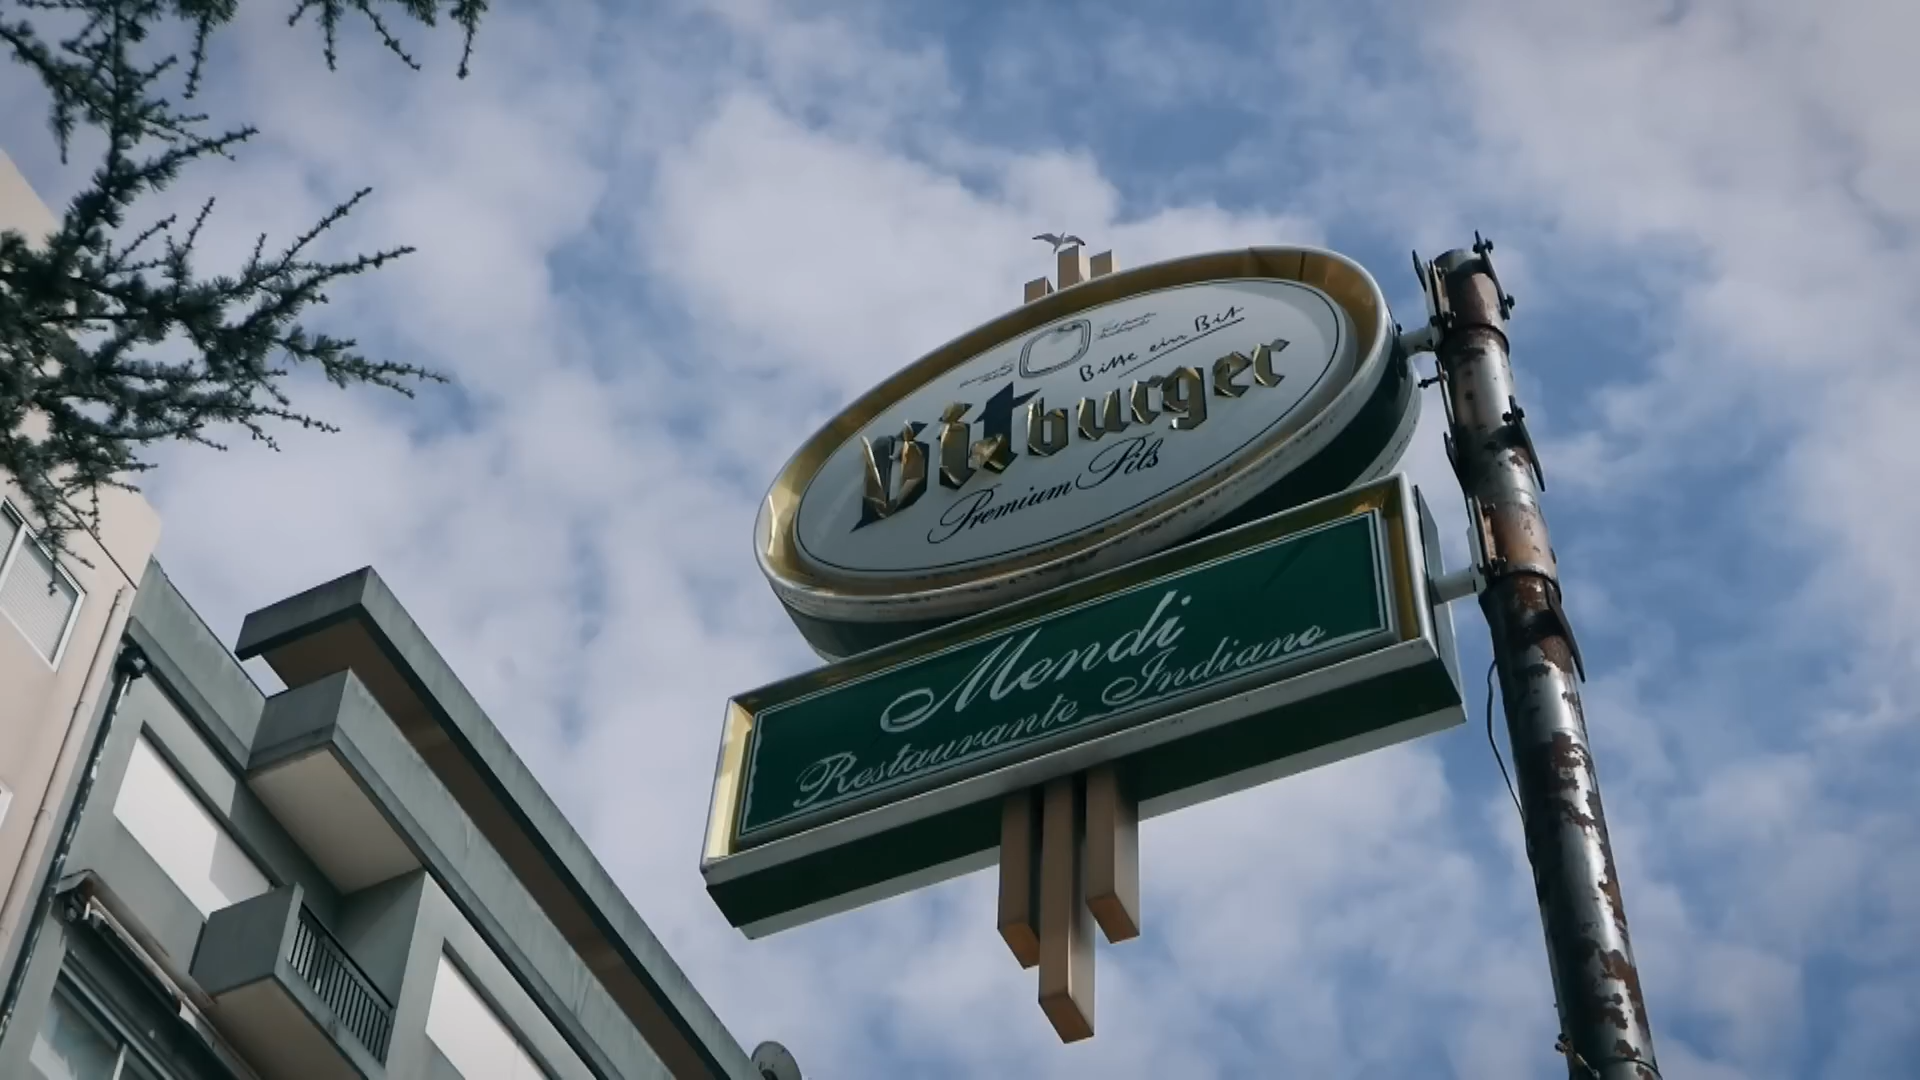 Bitte ein Bit
Bitburger
Premium Pils
Mendi
Restaurante Indiano